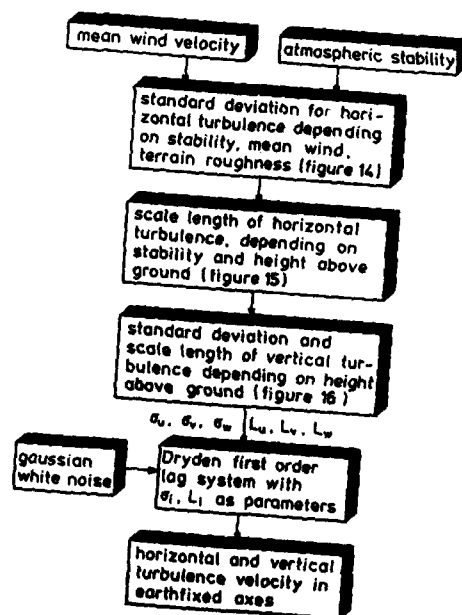 mean wind velocity
atmospheric stability
standard deviation for hori-
zontal turbulence depending
on stability, mean wind,
terrain roughness (figure 14)
scale length of horizontal
turbulence, depending on
stability and height above
ground (figure 15)
standard deviation and
scale length of vertical tur-
bulence depending on height
above ground (figure 16)
σu, σv, σw Lu, Lv, Lw
gaussian
white noise
Dryden first order
lag system with
σi, Li as parameters
horizontal and vertical
turbulence velocity in
earthfixed axes